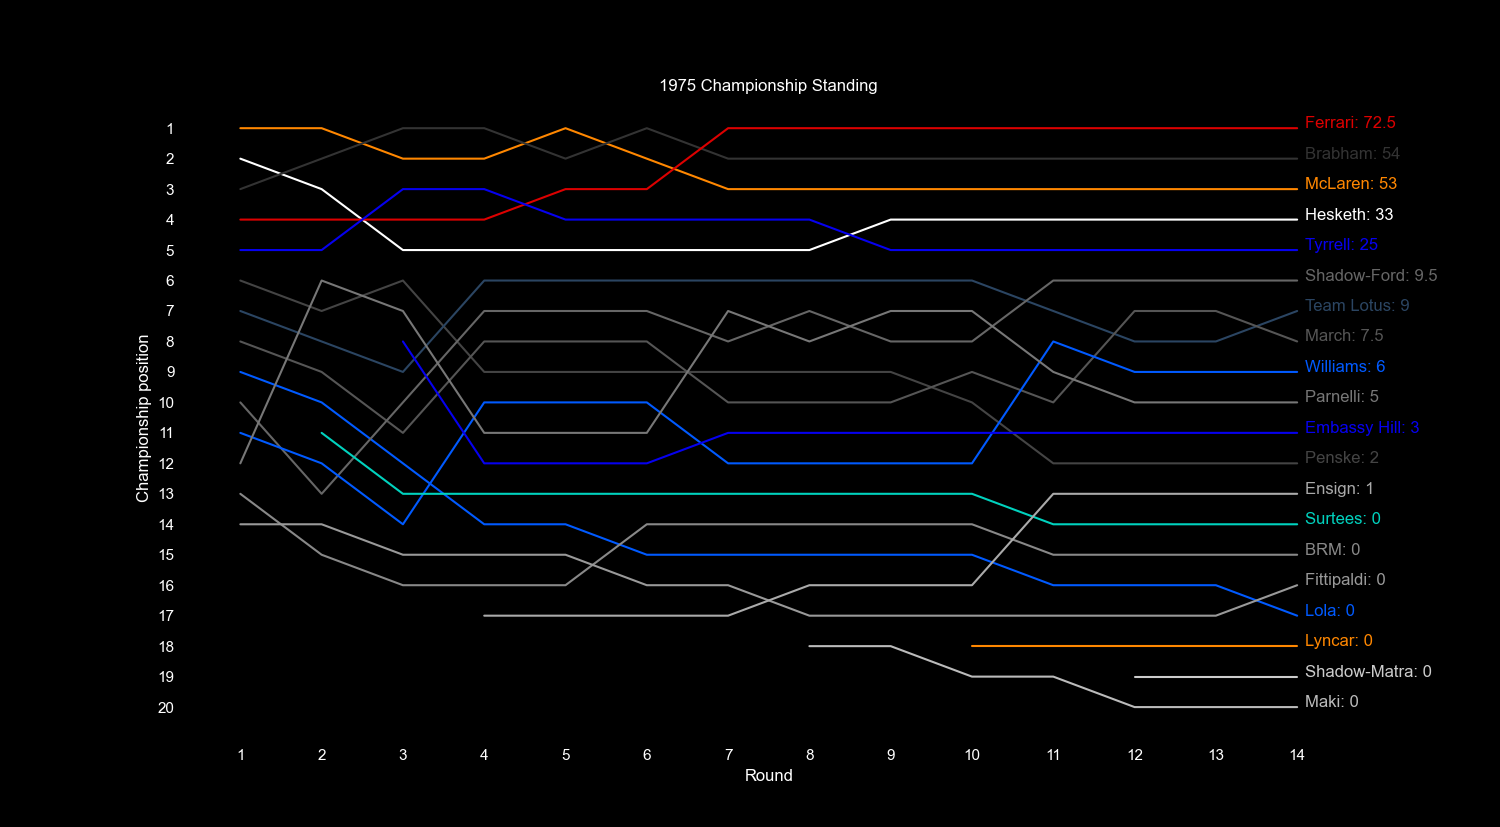 1975 Championship Standing
Championship position
1
2
3
4
5
6
7
8
9
10
11
12
13
14
15
16
17
18
19
20
Ferrari: 72.5
Brabham: 54
McLaren: 53
Hesketh: 33
Tyrrell: 25
Shadow-Ford: 9.5
Team Lotus: 9
March: 7.5
Williams: 6
Parnelli: 5
Embassy Hill: 3
Penske: 2
Ensign: 1
Surtees: 0
BRM: 0
Fittipaldi: 0
Lola: 0
Lyncar: 0
Shadow-Matra: 0
Maki: 0
1 2 3 4 5 6 7 8 9 10 11 12 13 14
Round